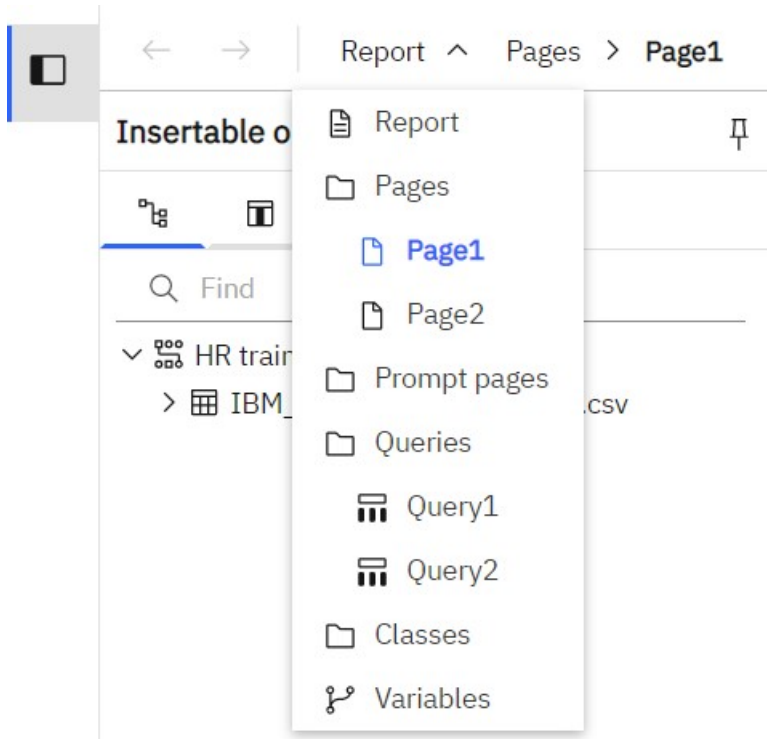 Report Pages > Page1
Insertable o
Report
Pages
Page1
Find
Page2
HR train
Prompt pages
IBM_ .csv
Queries
Query1
Query2
Classes
Variables